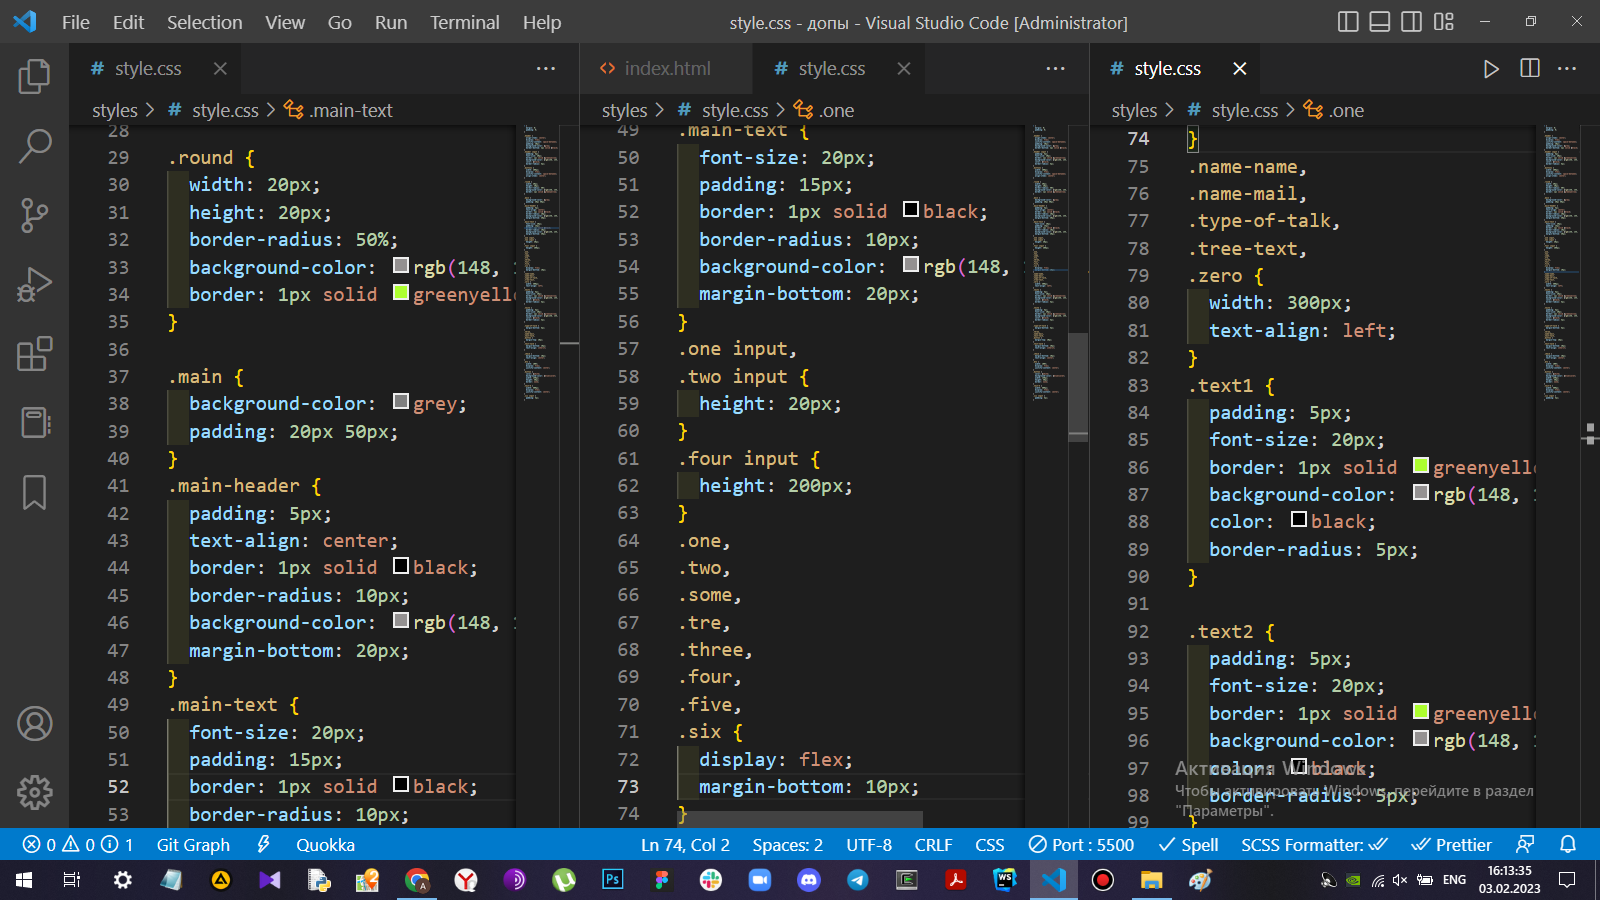 File Edit Selection View Go Run Terminal Help
style.css - допы - Visual Studio Code [Administrator]
# style.css
styles > # style.css > .main-text
28
29 .round {
30 width: 20px;
31 height: 20px;
32 border-radius: 50%;
33 background-color: rgb(148,
34 border: 1px solid greenyello
35 }
36
37 .main {
38 background-color: grey;
39 padding: 20px 50px;
40 }
41 .main-header {
42 padding: 5px;
43 text-align: center;
44 border: 1px solid black;
45 border-radius: 10px;
46 background-color: rgb(148,
47 margin-bottom: 20px;
48 }
49 .main-text {
50 font-size: 20px;
51 padding: 15px;
52 border: 1px solid black;
53 border-radius: 10px;
<> index.html # style.css
styles > # style.css > .one
49 .main-text {
50 font-size: 20px;
51 padding: 15px;
52 border: 1px solid black;
53 border-radius: 10px;
54 background-color: rgb(148,
55 margin-bottom: 20px;
56 }
57 .one input,
58 .two input {
59 height: 20px;
60 }
61 .four input {
62 height: 200px;
63 }
64 .one,
65 .two,
66 .some,
67 .tre,
68 .three,
69 .four,
70 .five,
71 .six {
72 display: flex;
73 margin-bottom: 10px;
74 }
# style.css
styles > # style.css > .one
74 }
75 .name-name,
76 .name-mail,
77 .type-of-talk,
78 .tree-text,
79 .zero {
80 width: 300px;
81 text-align: left;
82 }
83 .text1 {
84 padding: 5px;
85 font-size: 20px;
86 border: 1px solid greenyello
87 background-color: rgb(148,
88 color: black;
89 border-radius: 5px;
90 }
91
92 .text2 {
93 padding: 5px;
94 font-size: 20px;
95 border: 1px solid greenyello
96 background-color: rgb(148,
97 color: black;
98 border-radius: 5px;
99 }
Активация Windows
Чтобы активировать Windows, перейдите в раздел
"Параметры".
0 0 1 Git Graph Quokka Ln 74, Col 2 Spaces: 2 UTF-8 CRLF CSS Port : 5500 Spell SCSS Formatter: Prettier
Ps WS ENG 16:13:35
03.02.2023